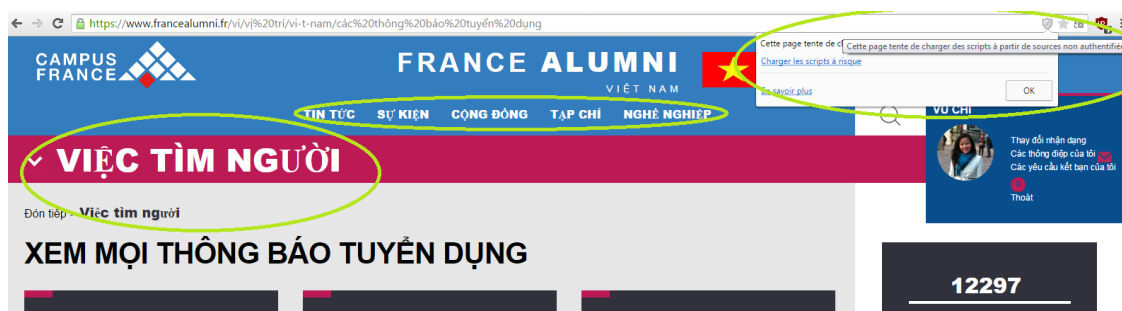 https://www.francealumni.fr/vi/vị%20trí/vi-t-nam/các%20thông%20báo%20tuyển%20dụng
Cette page tente de
Cette page tente de charger des scripts à partir de sources non authentifiée
Charger les scripts à risque
En savoir plus
OK
CAMPUS
FRANCE
FRANCE ALUMNI
VIỆT NAM
TIN TỨC SỰ KIỆN CỘNG ĐỒNG TẠP CHÍ NGHỀ NGHIỆP
VU CHI
Thay đổi nhận dạng
Các thông điệp của tôi
Các yêu cầu kết bạn của tôi
Thoát
VIỆC TÌM NGƯỜI
Đón tiếp > Việc tìm người
XEM MỌI THÔNG BÁO TUYỂN DỤNG
12297